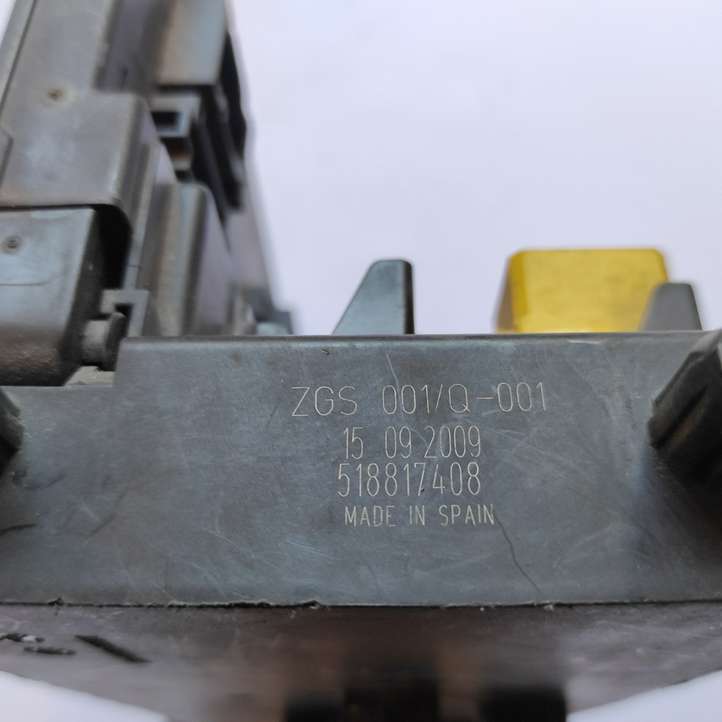 ZGS 001/Q-001
15 09 2009
518817408
MADE IN SPAIN